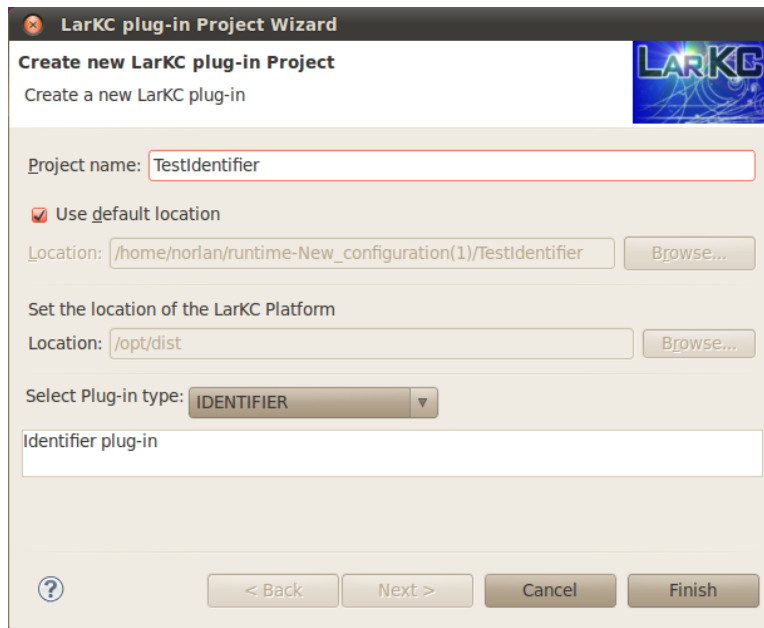 LarKC plug-in Project Wizard
Create new LarKC plug-in Project
Create a new LarKC plug-in
LARKC
Project name: TestIdentifier
Use default location
Location: /home/norlan/runtime-New_configuration(1)/TestIdentifier Browse...
Set the location of the LarKC Platform
Location: /opt/dist Browse...
Select Plug-in type: IDENTIFIER
Identifier plug-in
? < Back Next > Cancel Finish